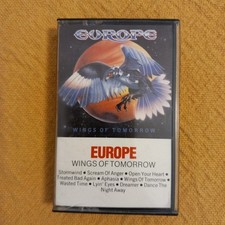 EUROPE
WINGS OF TOMORROW
EUROPE
WINGS OF TOMORROW
Stormwind • Scream Of Anger • Open Your Heart •
Treated Bad Again • Aphasia • Wings Of Tomorrow •
Wasted Time • Lyin' Eyes • Dreamer • Dance The
Night Away